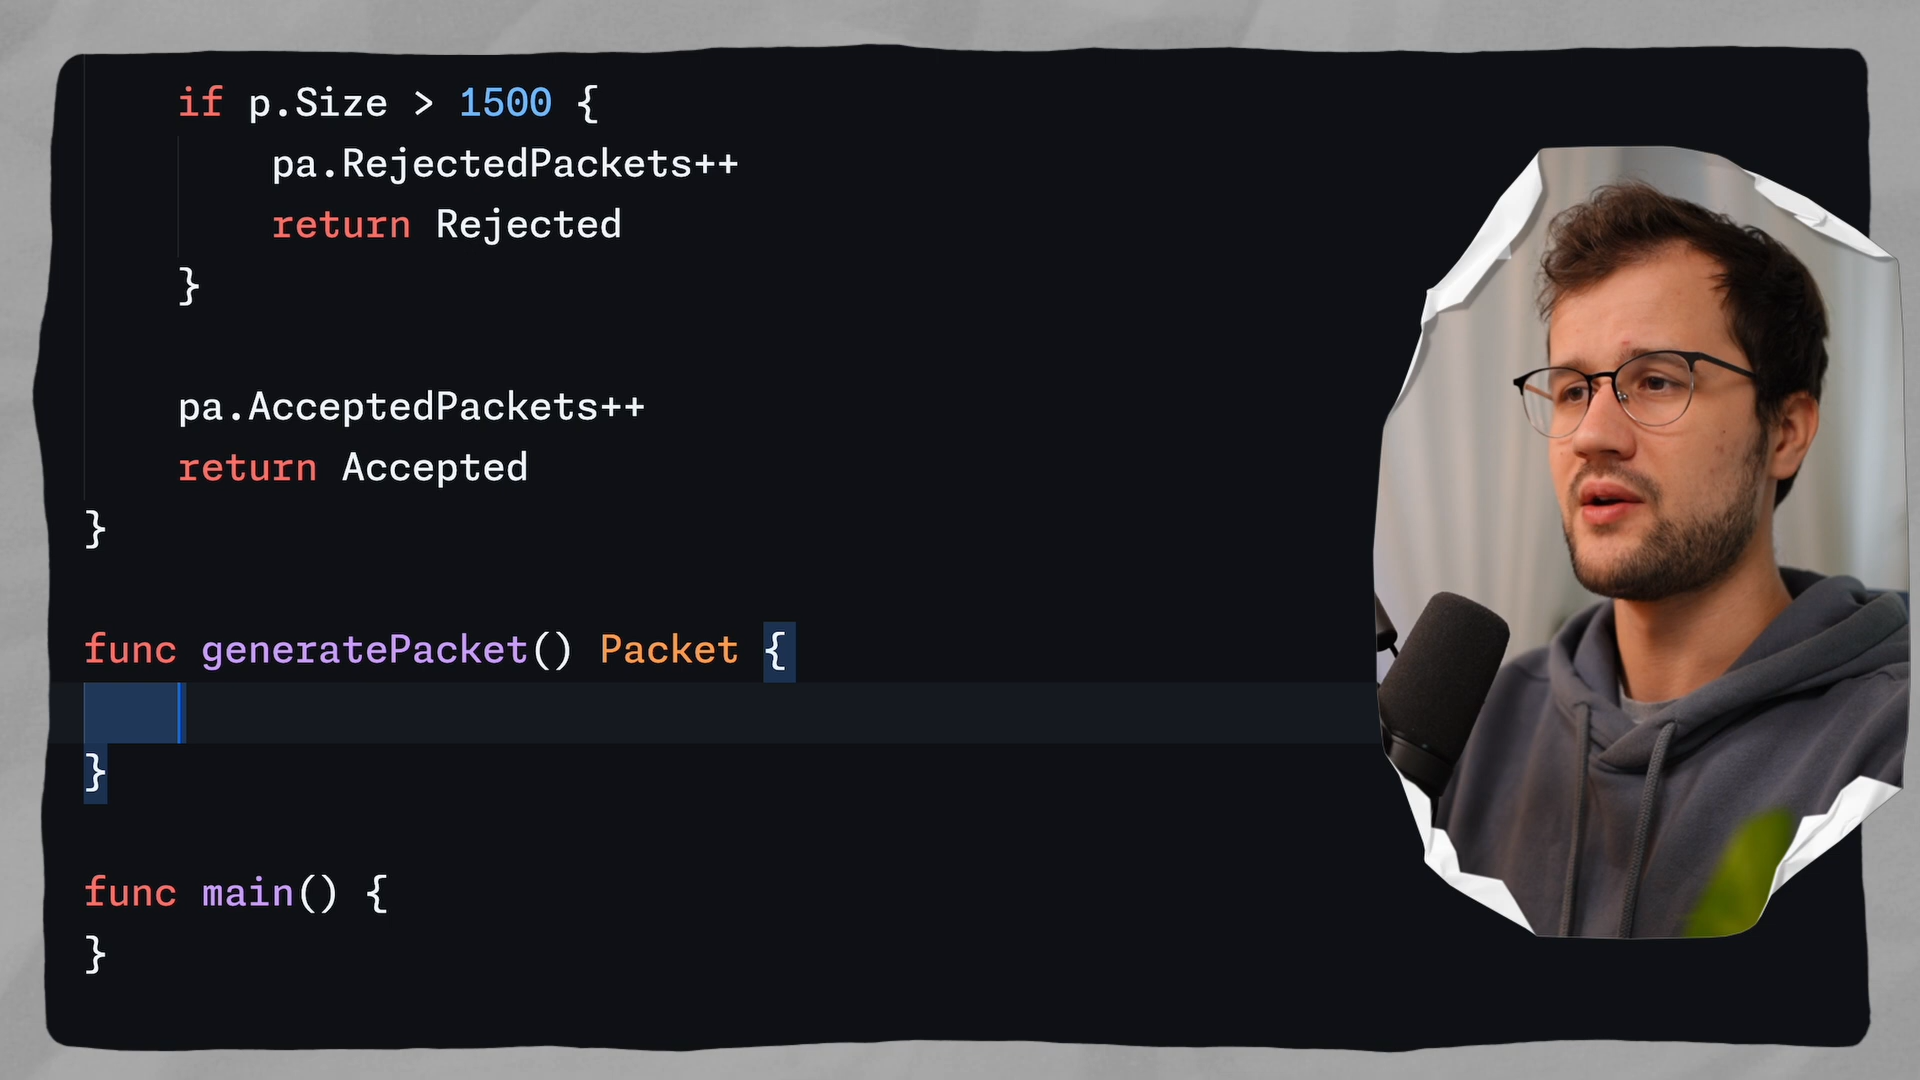 if p.Size > 1500 {
pa.RejectedPackets++
return Rejected
}
pa.AcceptedPackets++
return Accepted
}
func generatePacket() Packet {
}
func main() {
}